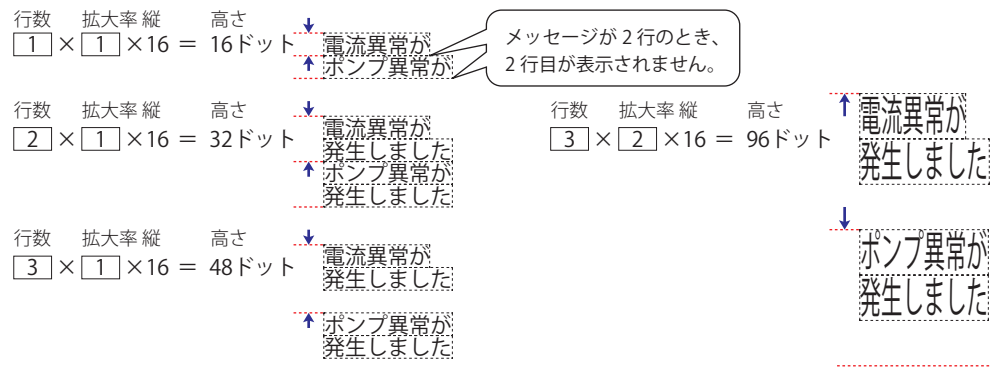 行数 拡大率 縦 高さ
1 × 1 ×16 = 16ドット
電流異常が
ポンプ異常が
メッセージが 2 行のとき、
2 行目が表示されません。
行数 拡大率 縦 高さ
2 × 1 ×16 = 32ドット
電流異常が
発生しました
ポンプ異常が
発生しました
行数 拡大率 縦 高さ
3 × 1 ×16 = 48ドット
電流異常が
発生しました
ポンプ異常が
発生しました
行数 拡大率 縦 高さ
3 × 2 ×16 = 96ドット
電流異常が
発生しました
ポンプ異常が
発生しました